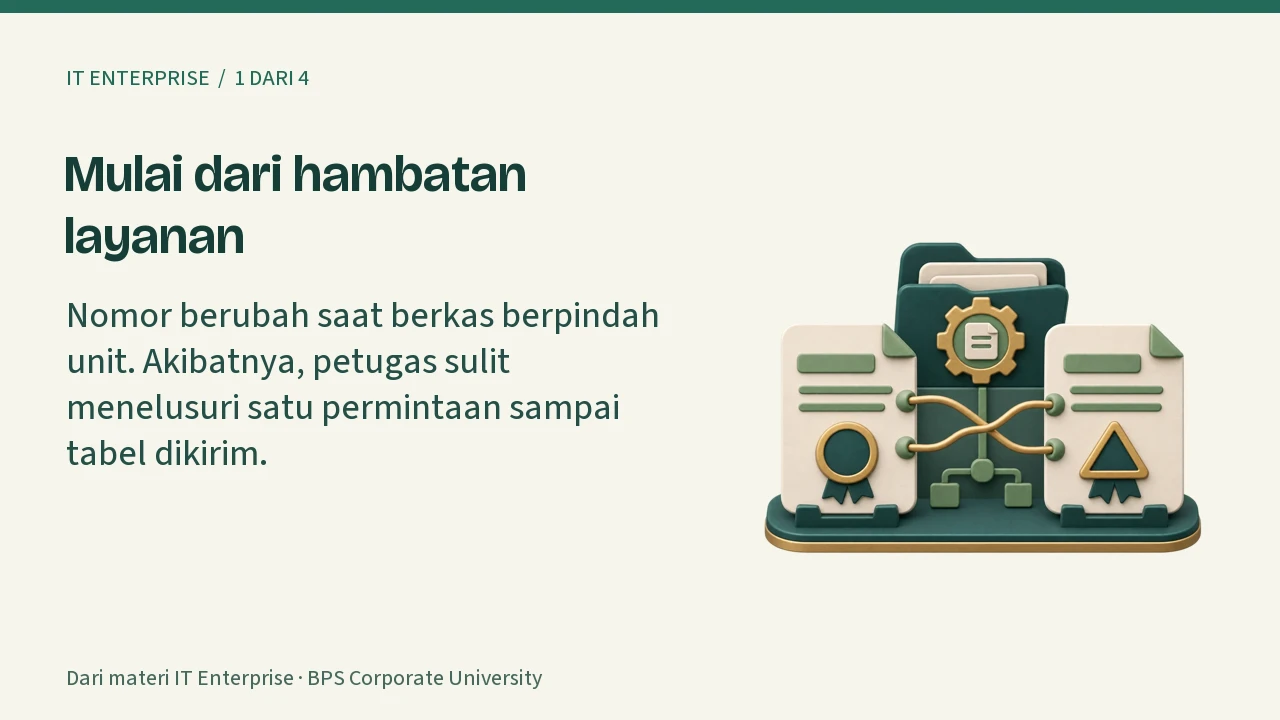 IT ENTERPRISE / 1 DARI 4
Mulai dari hambatan
layanan
Nomor berubah saat berkas berpindah
unit. Akibatnya, petugas sulit
menelusuri satu permintaan sampai
tabel dikirim.
Dari materi IT Enterprise · BPS Corporate University